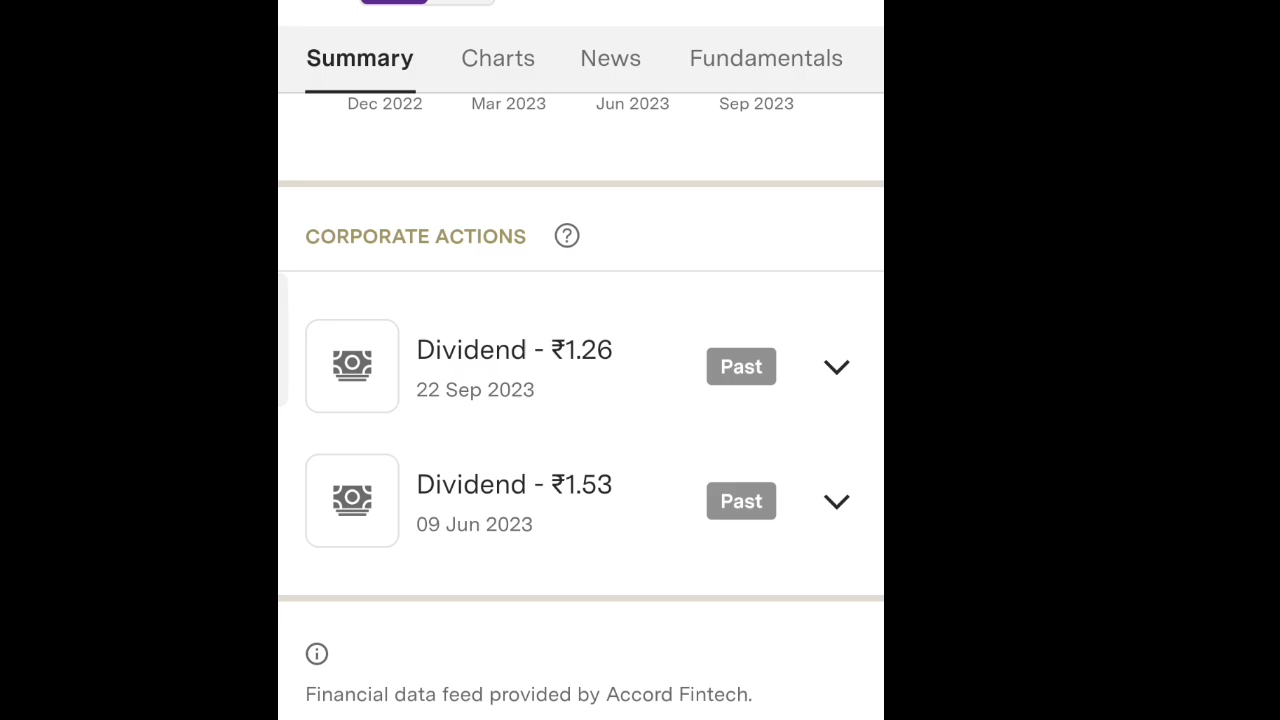 Summary Charts News Fundamentals
Dec 2022 Mar 2023 Jun 2023 Sep 2023
CORPORATE ACTIONS ?
Dividend - ₹1.26
Past
22 Sep 2023
Dividend - ₹1.53
Past
09 Jun 2023
Financial data feed provided by Accord Fintech.